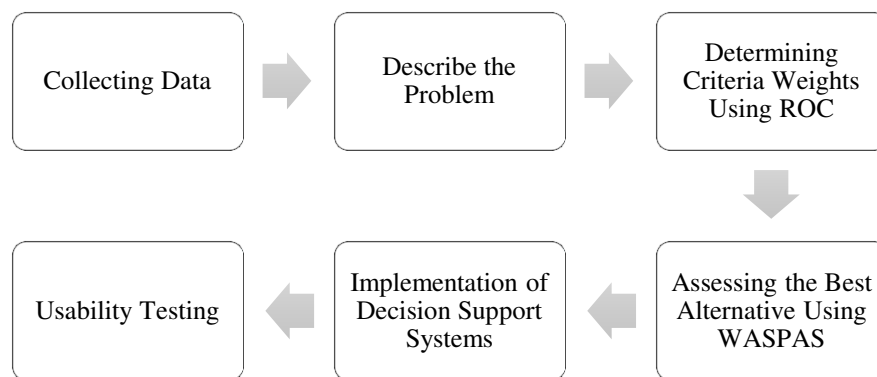 Collecting Data
Describe the
Problem
Determining
Criteria Weights
Using ROC
Assessing the Best
Alternative Using
WASPAS
Implementation of
Decision Support
Systems
Usability Testing